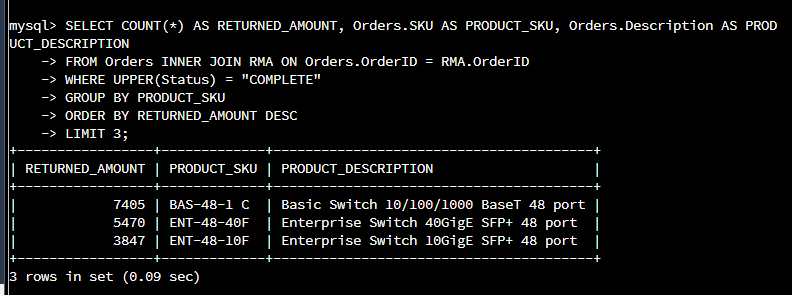 mysql> SELECT COUNT(*) AS RETURNED_AMOUNT, Orders.SKU AS PRODUCT_SKU, Orders.Description AS PROD
UCT_DESCRIPTION
    -> FROM Orders INNER JOIN RMA ON Orders.OrderID = RMA.OrderID
    -> WHERE UPPER(Status) = "COMPLETE"
    -> GROUP BY PRODUCT_SKU
    -> ORDER BY RETURNED_AMOUNT DESC
    -> LIMIT 3;
+-----------------+-------------+----------------------------------------+
| RETURNED_AMOUNT | PRODUCT_SKU | PRODUCT_DESCRIPTION                    |
+-----------------+-------------+----------------------------------------+
|            7405 | BAS-48-1 C  | Basic Switch 10/100/1000 BaseT 48 port |
|            5470 | ENT-48-40F  | Enterprise Switch 40GigE SFP+ 48 port  |
|            3847 | ENT-48-10F  | Enterprise Switch 10GigE SFP+ 48 port  |
+-----------------+-------------+----------------------------------------+
3 rows in set (0.09 sec)